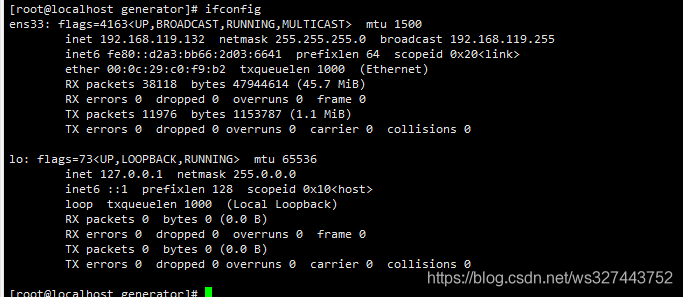 [root@localhost generator]# ifconfig
ens33: flags=4163<UP,BROADCAST,RUNNING,MULTICAST>  mtu 1500
        inet 192.168.119.132  netmask 255.255.255.0  broadcast 192.168.119.255
        inet6 fe80::d2a3:bb66:2d03:6641  prefixlen 64  scopeid 0x20<link>
        ether 00:0c:29:c0:f9:b2  txqueuelen 1000  (Ethernet)
        RX packets 38118  bytes 47944614 (45.7 MiB)
        RX errors 0  dropped 0  overruns 0  frame 0
        TX packets 11976  bytes 1153787 (1.1 MiB)
        TX errors 0  dropped 0 overruns 0  carrier 0  collisions 0

lo: flags=73<UP,LOOPBACK,RUNNING>  mtu 65536
        inet 127.0.0.1  netmask 255.0.0.0
        inet6 ::1  prefixlen 128  scopeid 0x10<host>
        loop  txqueuelen 1000  (Local Loopback)
        RX packets 0  bytes 0 (0.0 B)
        RX errors 0  dropped 0  overruns 0  frame 0
        TX packets 0  bytes 0 (0.0 B)
        TX errors 0  dropped 0 overruns 0  carrier 0  collisions 0

[root@localhost generator]#
https://blog.csdn.net/ws327443752